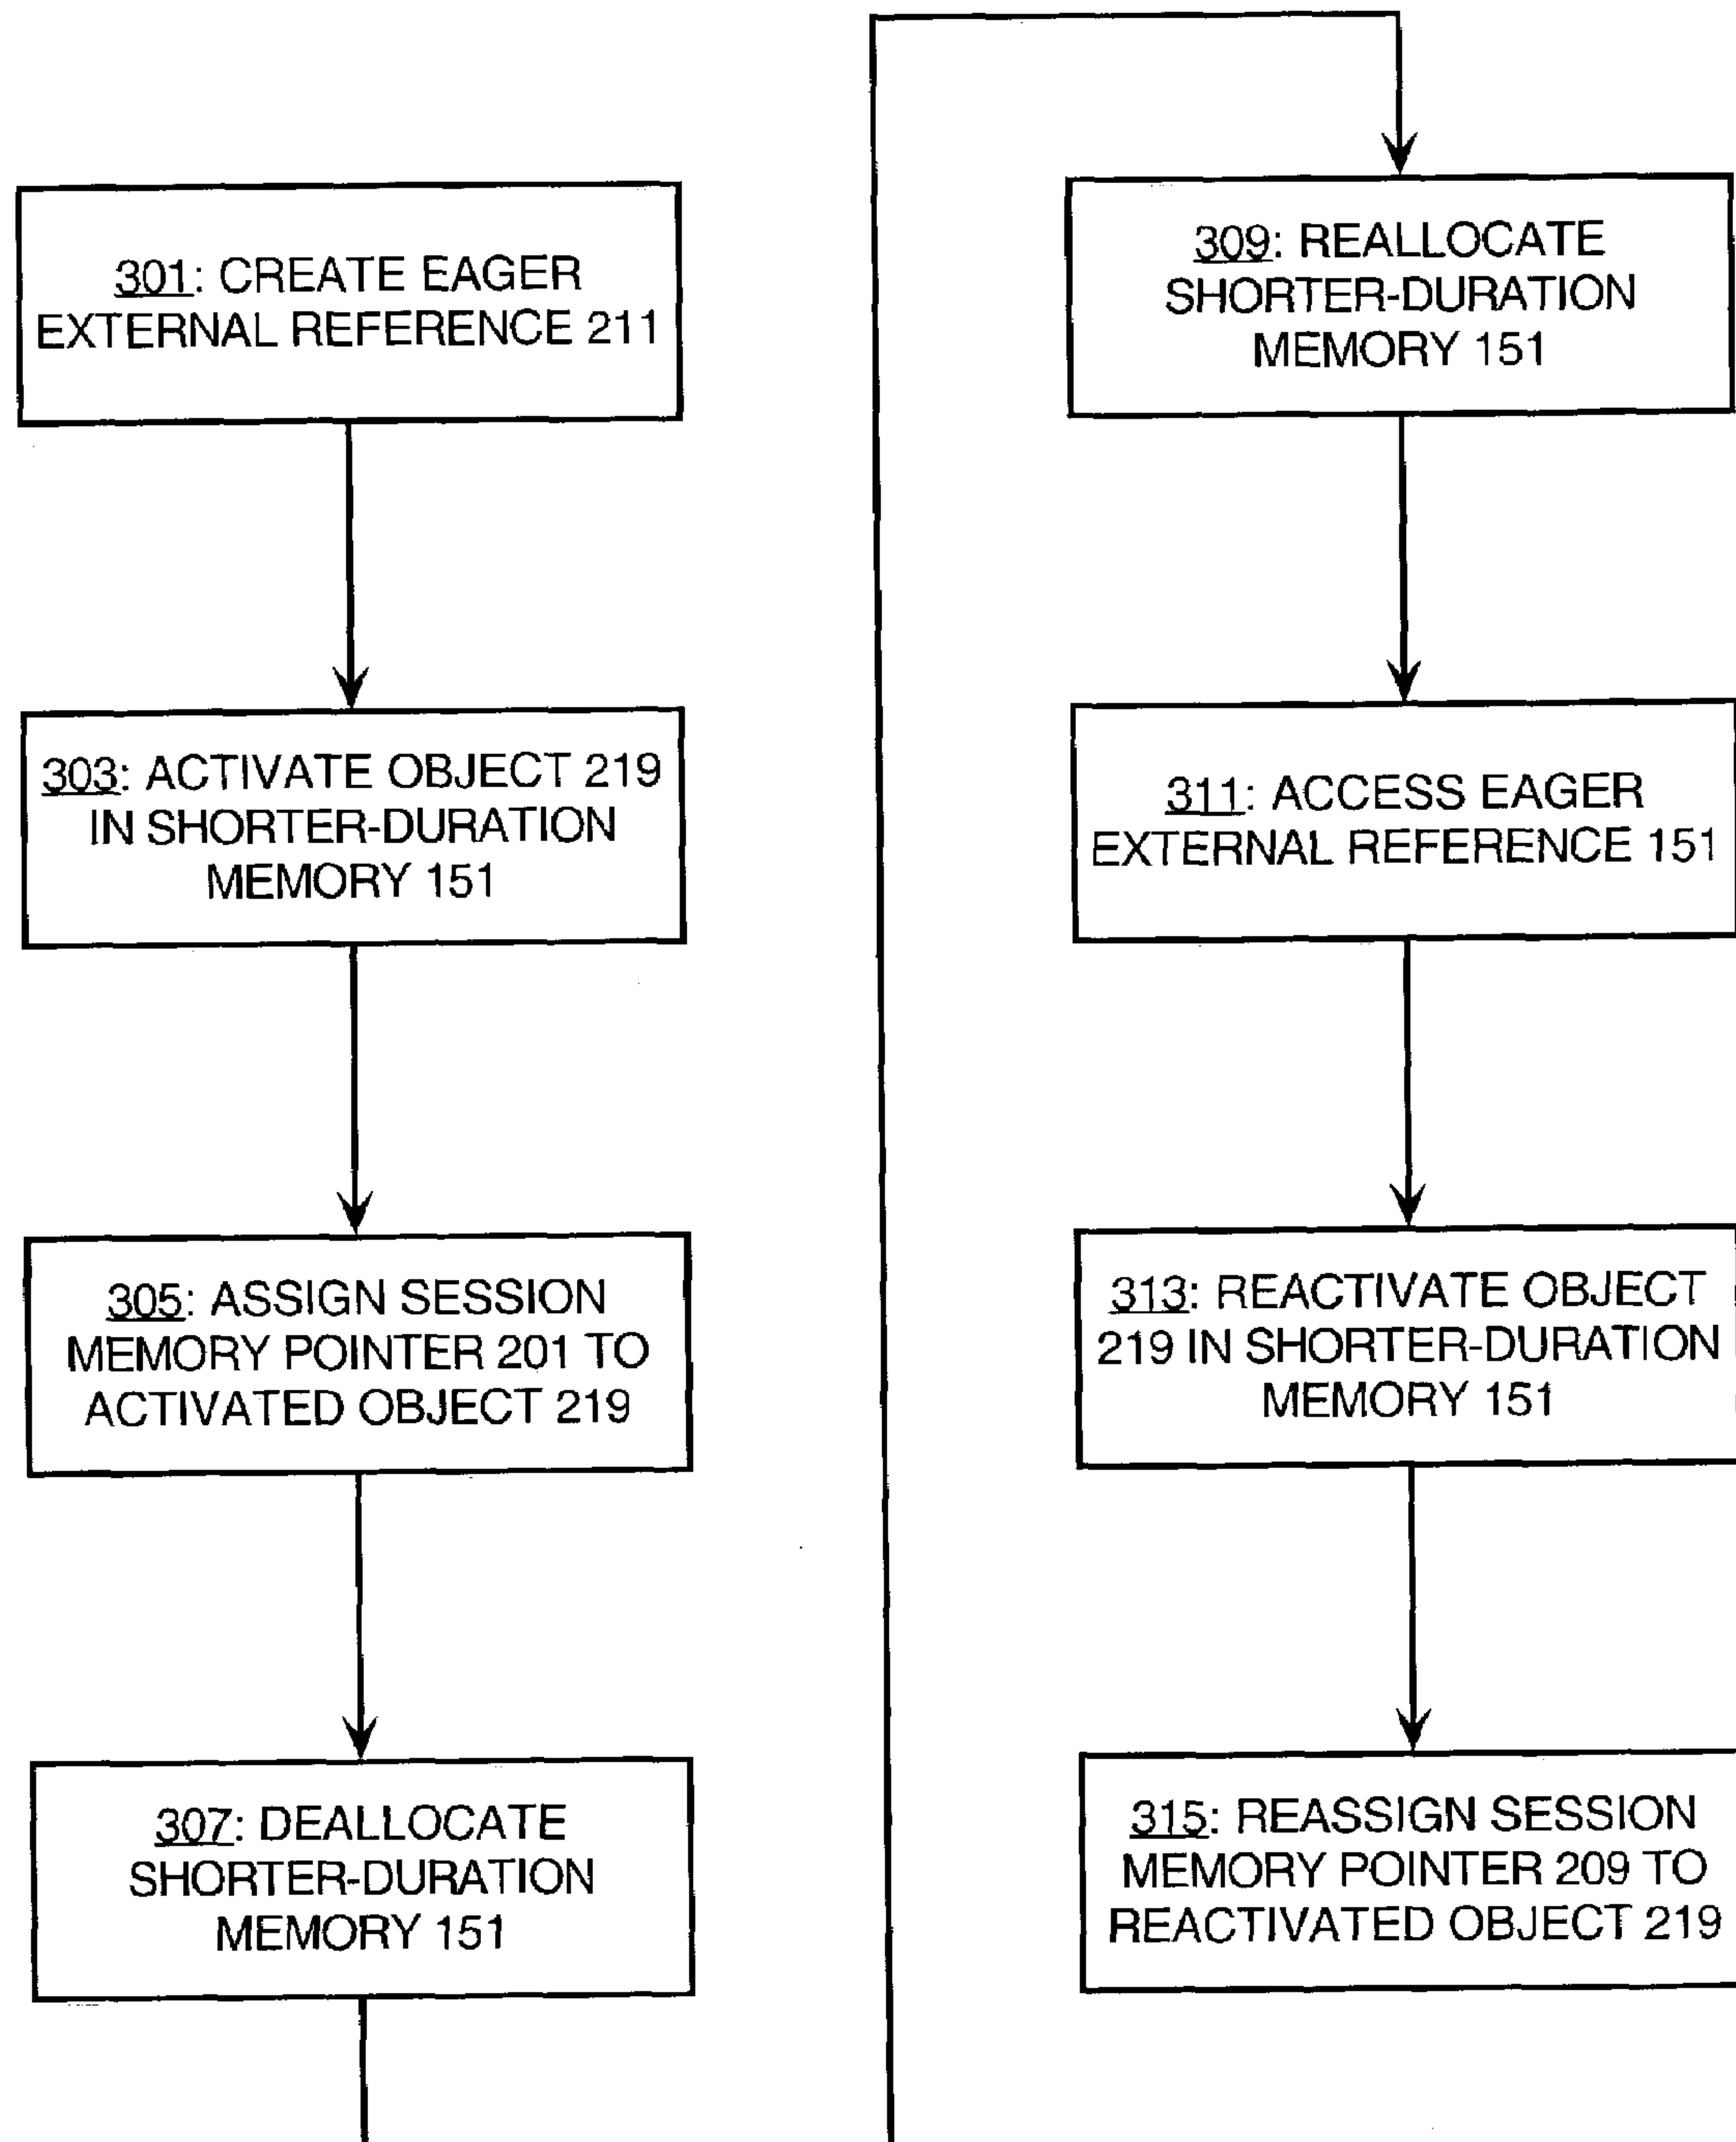 301: CREATE EAGER
EXTERNAL REFERENCE 211
303: ACTIVATE OBJECT 219
IN SHORTER-DURATION
MEMORY 151
305: ASSIGN SESSION
MEMORY POINTER 201 TO
ACTIVATED OBJECT 219
307: DEALLOCATE
SHORTER-DURATION
MEMORY 151
309: REALLOCATE
SHORTER-DURATION
MEMORY 151
311: ACCESS EAGER
EXTERNAL REFERENCE 151
313: REACTIVATE OBJECT
219 IN SHORTER-DURATION
MEMORY 151
315: REASSIGN SESSION
MEMORY POINTER 209 TO
REACTIVATED OBJECT 219